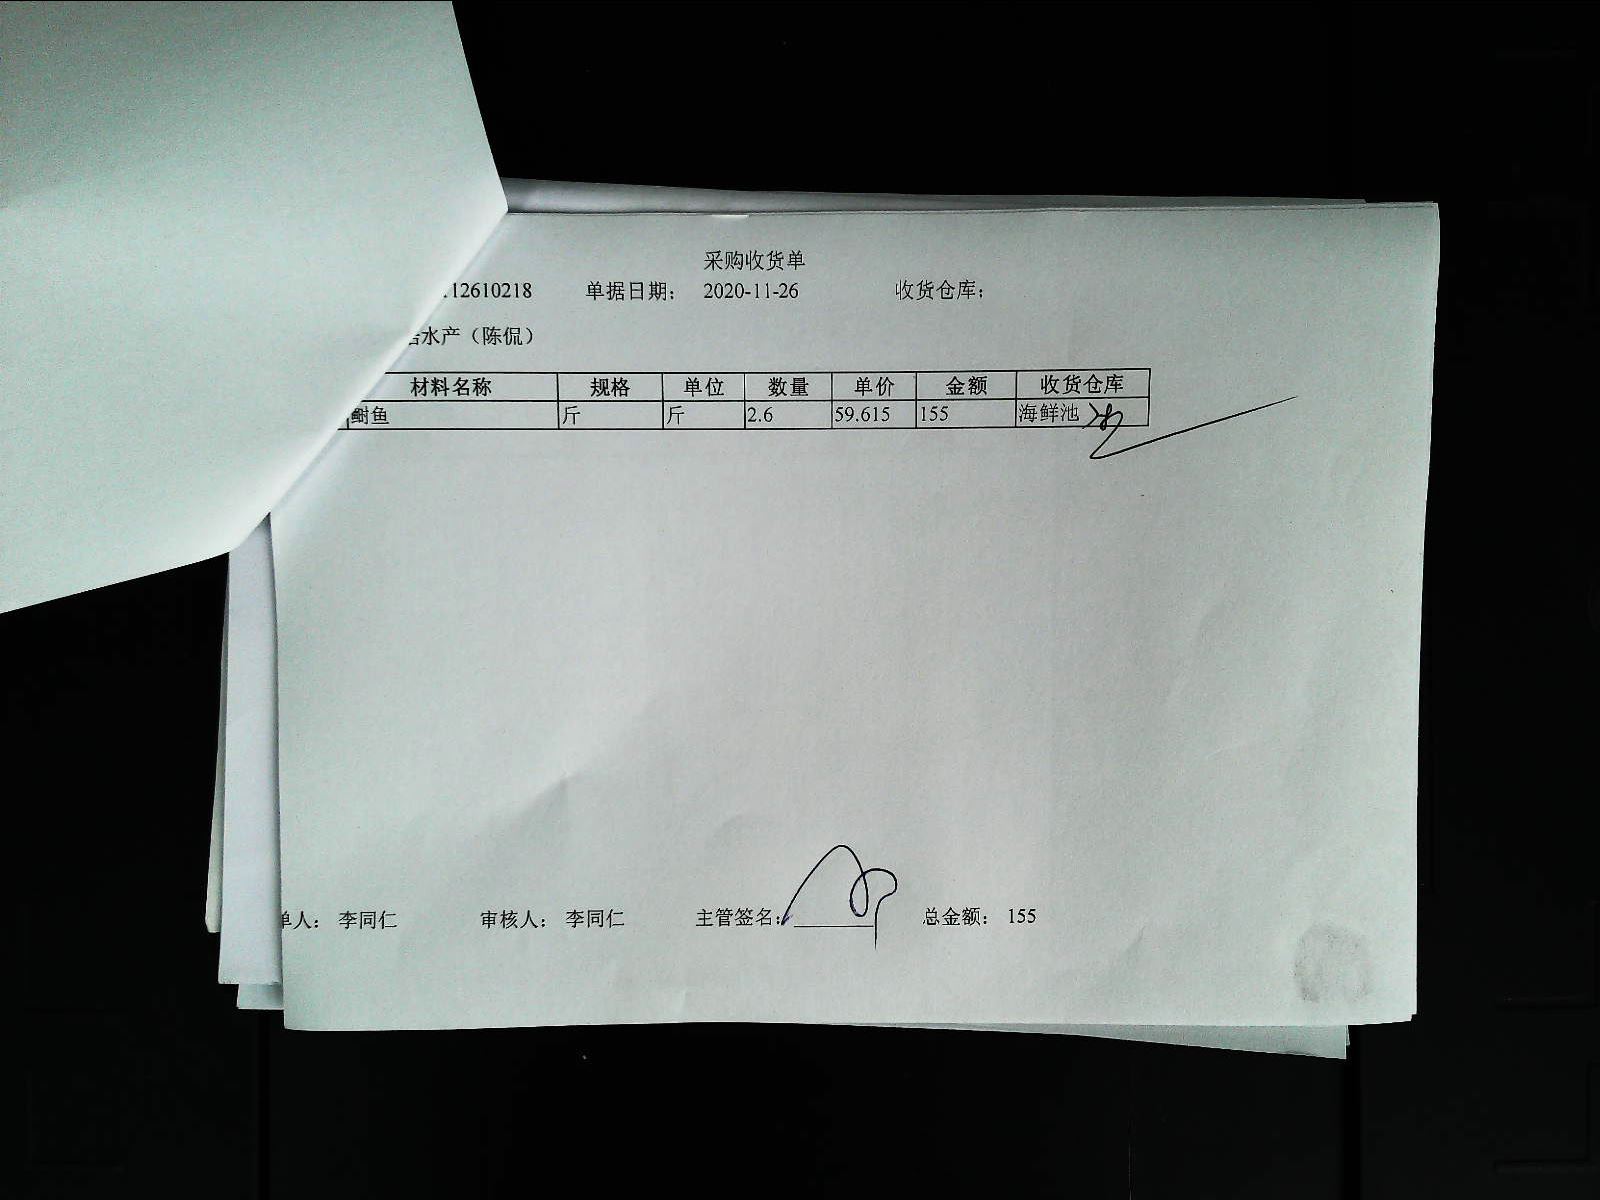 采购收货单
112610218 单据日期： 2020-11-26 收货仓库：
水产（陈侃）
材料名称 规格 单位 数量 单价 金额 收货仓库
鲥鱼 斤 斤 2.6 59.615 155 海鲜池
单人： 李同仁 审核人： 李同仁 主管签名： 总金额： 155